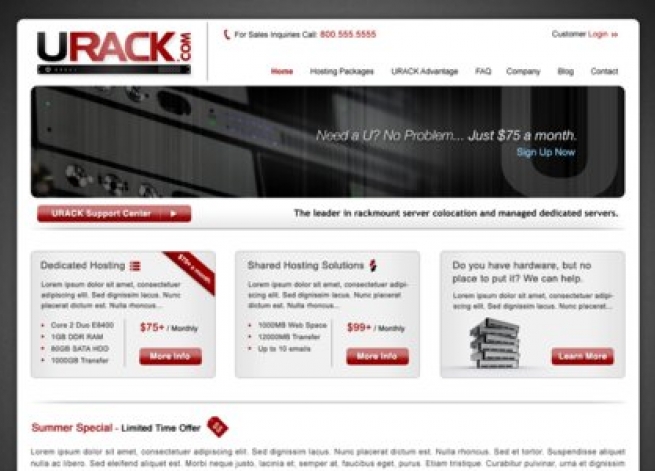 URACK.COM
For Sales Inquiries Call: 800.555.5555
Customer Login »
Home Hosting Packages URACK Advantage FAQ Company Blog Contact
Need a U? No Problem... Just $75 a month.
Sign Up Now
URACK Support Center
The leader in rackmount server colocation and managed dedicated servers.
Dedicated Hosting
$75+ a month
Lorem ipsum dolor sit amet, consectetuer
adipiscing elit. Sed dignissim lacus. Nunc
placerat dictum est. Nulla rhoncus...
Core 2 Duo E8400
1GB DDR RAM
80GB SATA HDD
1000GB Transfer
$75+ / Monthly
More Info
Shared Hosting Solutions
Lorem ipsum dolor sit amet, consectetuer adipi-
scing elit. Sed dignissim lacus. Nunc placerat
dictum est. Nulla rhoncus...
1000MB Web Space
12000MB Transfer
Up to 10 emails
$99+ / Monthly
More Info
Do you have hardware, but no
place to put it? We can help.
Lorem ipsum dolor sit amet, consectetuer adipi-
scing elit. Sed dignissim lacus. Nunc placerat...
Learn More
Summer Special - Limited Time Offer
$$
Lorem ipsum dolor sit amet, consectetuer adipiscing elit. Sed dignissim lacus. Nunc placerat dictum est. Nulla rhoncus. Sed et tortor. Suspendisse aliquet
nulla ac libero. Sed eleifend aliquet est. Morbi neque justo, lacinia et, semper at, faucibus eget, purus. Etiam tristique. Curabitur pulvinar, urna et dignissim